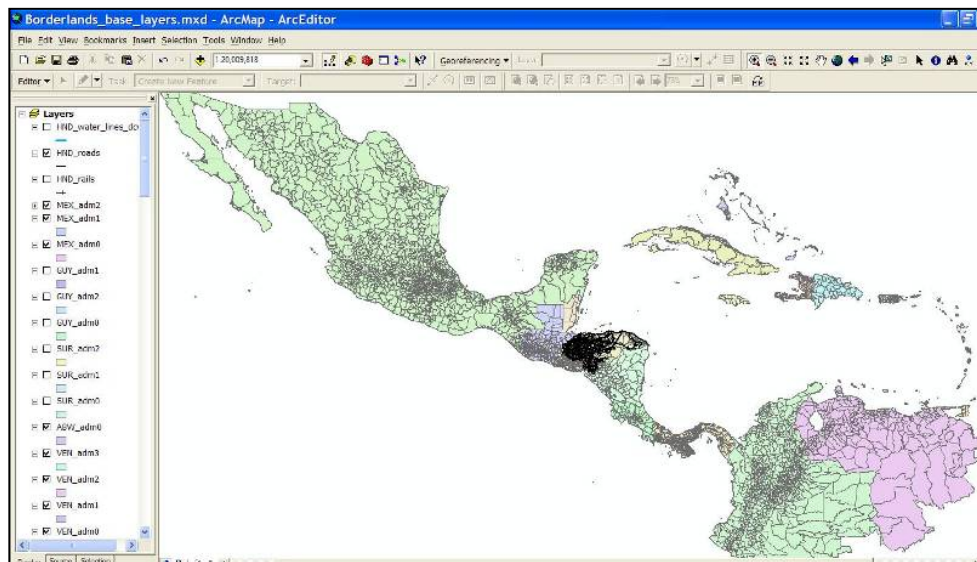 Borderlands_base_layers.mxd - ArcMap - ArcEditor
File Edit View Bookmarks Insert Selection Tools Window Help
1:20,009,818
Georeferencing
Editor Task Create New Feature Target:
Layers
HND_water_lines_dc
HND_roads
HND_rails
MEX_adm2
MEX_adm1
MEX_adm0
GUY_adm1
GUY_adm2
GUY_adm0
SUR_adm2
SUR_adm1
SUR_adm0
ABW_adm0
VEN_adm3
VEN_adm2
VEN_adm1
VEN_adm0
Source Selection